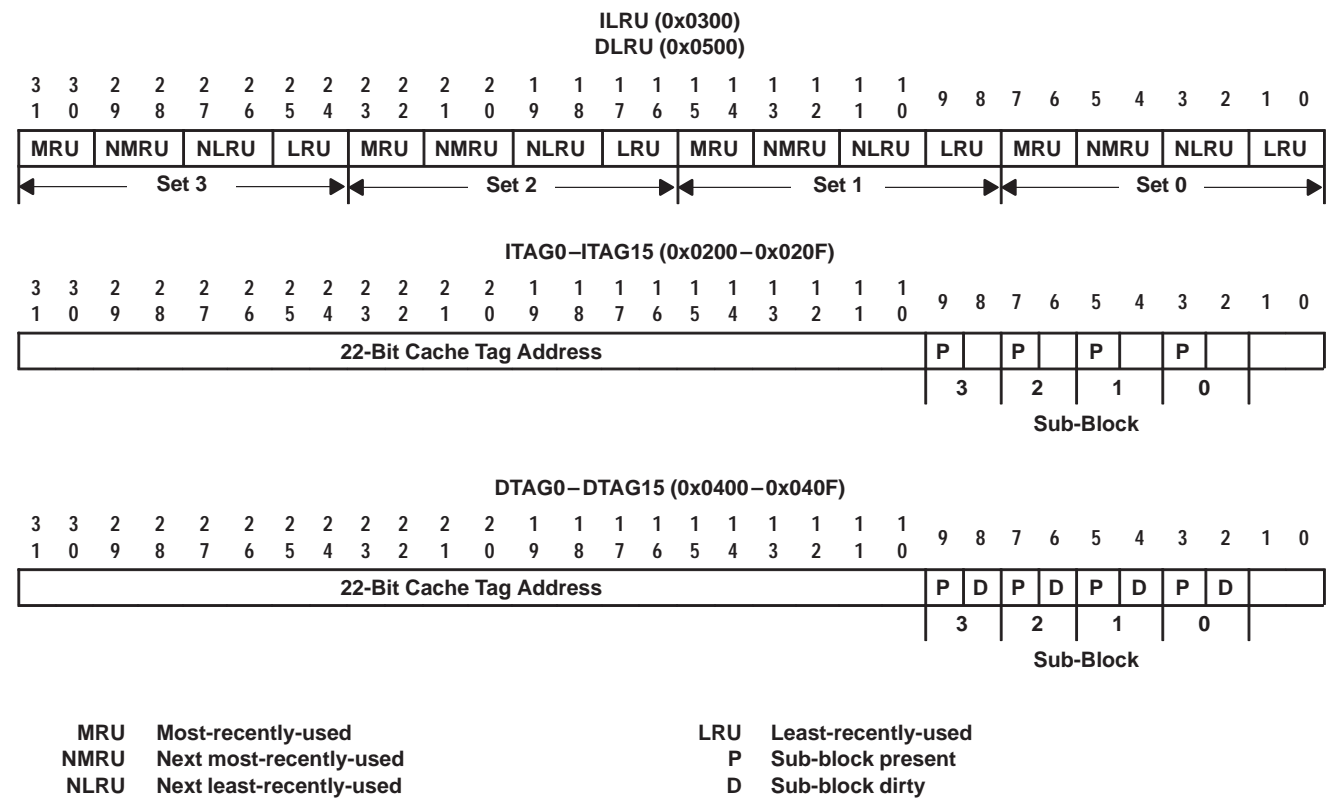 ILRU (0x0300)
DLRU (0x0500)
3 3 2 2 2 2 2 2 2 2 2 2 1 1 1 1 1 1 1 1 1 1 9 8 7 6 5 4 3 2 1 0
1 0 9 8 7 6 5 4 3 2 1 0 9 8 7 6 5 4 3 2 1 0
MRU NMRU NLRU LRU MRU NMRU NLRU LRU MRU NMRU NLRU LRU MRU NMRU NLRU LRU
Set 3 Set 2 Set 1 Set 0
ITAG0–ITAG15 (0x0200–0x020F)
3 3 2 2 2 2 2 2 2 2 2 2 1 1 1 1 1 1 1 1 1 1 9 8 7 6 5 4 3 2 1 0
1 0 9 8 7 6 5 4 3 2 1 0 9 8 7 6 5 4 3 2 1 0
22-Bit Cache Tag Address P P P P
3 2 1 0
Sub-Block
DTAG0–DTAG15 (0x0400–0x040F)
3 3 2 2 2 2 2 2 2 2 2 2 1 1 1 1 1 1 1 1 1 1 9 8 7 6 5 4 3 2 1 0
1 0 9 8 7 6 5 4 3 2 1 0 9 8 7 6 5 4 3 2 1 0
22-Bit Cache Tag Address P D P D P D P D
3 2 1 0
Sub-Block
MRU Most-recently-used LRU Least-recently-used
NMRU Next most-recently-used P Sub-block present
NLRU Next least-recently-used D Sub-block dirty